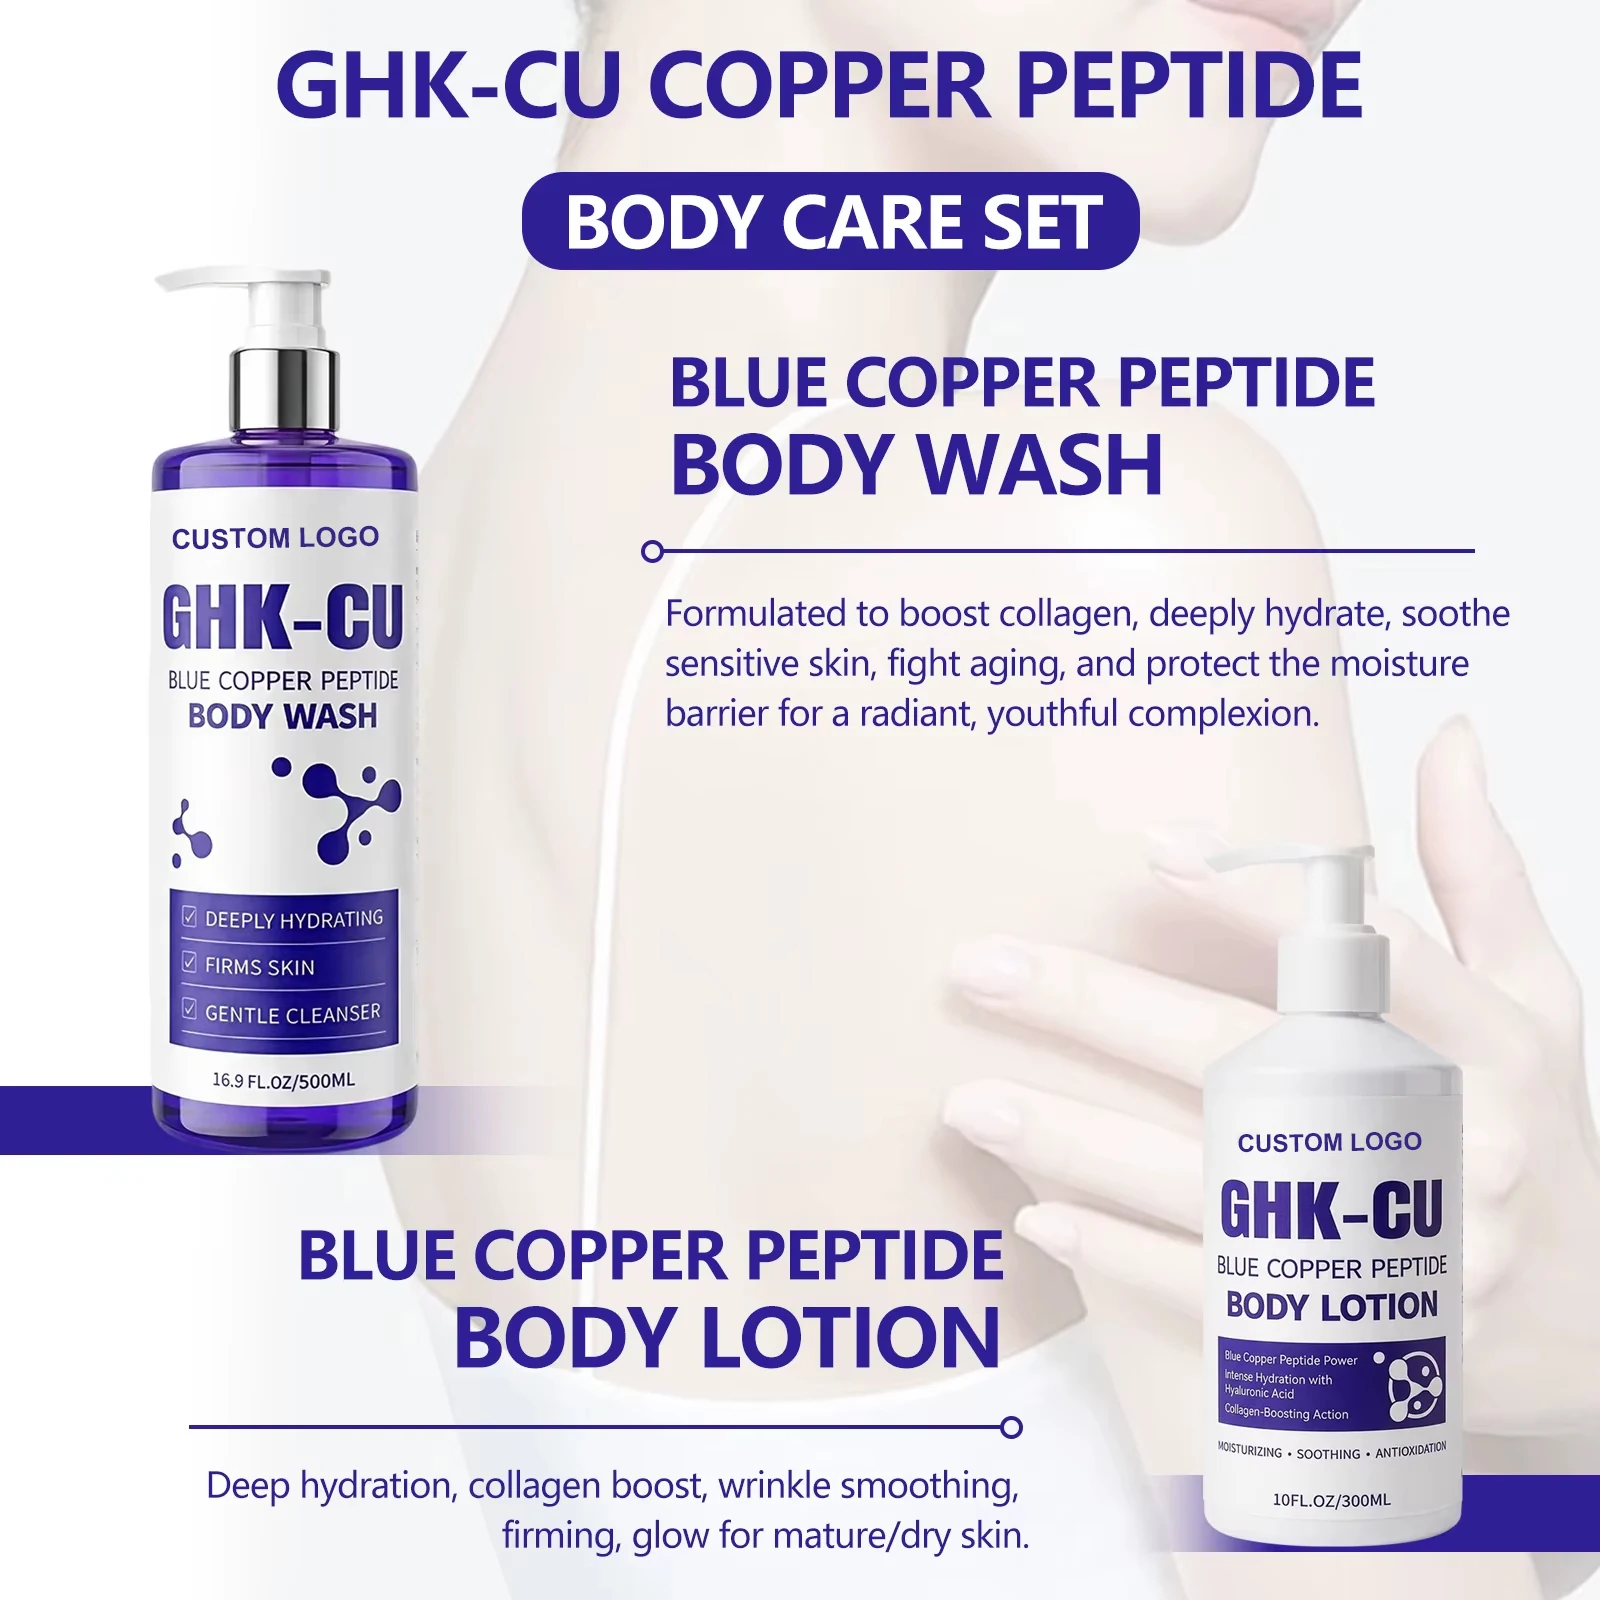 GHK-CU COPPER PEPTIDE
BODY CARE SET
BLUE COPPER PEPTIDE
BODY WASH
Formulated to boost collagen, deeply hydrate, soothe
sensitive skin, fight aging, and protect the moisture
barrier for a radiant, youthful complexion.
CUSTOM LOGO
GHK-CU
BLUE COPPER PEPTIDE
BODY WASH
DEEPLY HYDRATING
FIRMS SKIN
GENTLE CLEANSER
16.9 FL.OZ/500ML
BLUE COPPER PEPTIDE
BODY LOTION
Deep hydration, collagen boost, wrinkle smoothing,
firming, glow for mature/dry skin.
CUSTOM LOGO
GHK-CU
BLUE COPPER PEPTIDE
BODY LOTION
Blue Copper Peptide Power
Intense Hydration with
Hyaluronic Acid
Collagen-Boosting Action
MOISTURIZING • SOOTHING • ANTIOXIDATION
10FL.OZ/300ML